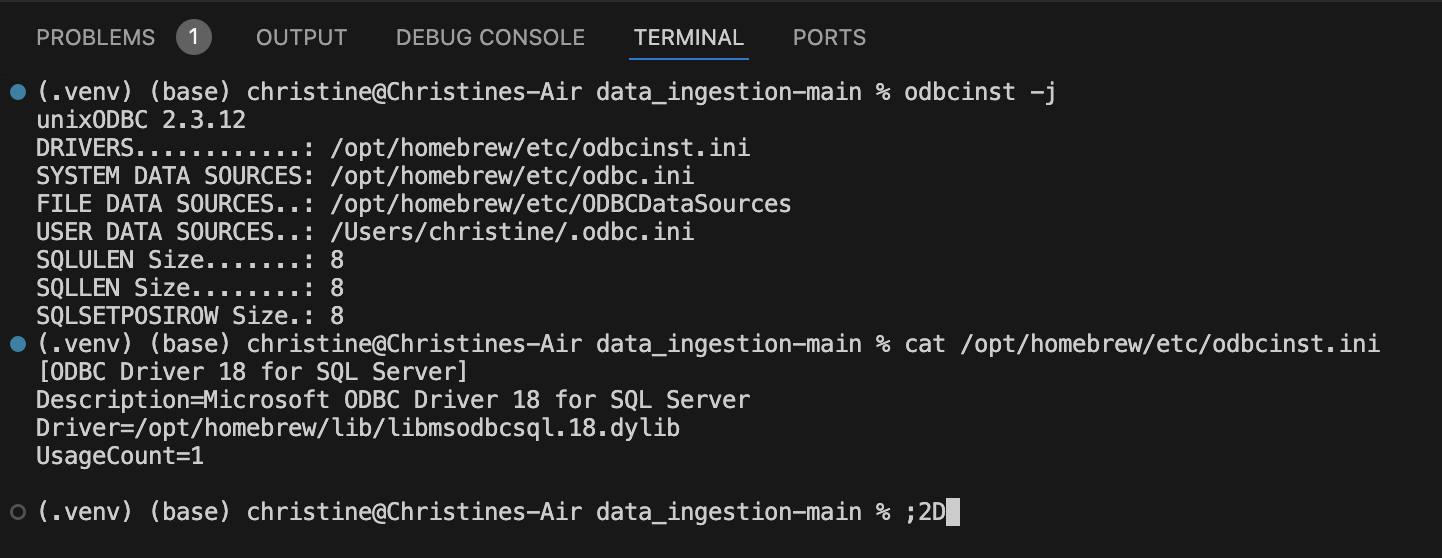 PROBLEMS 1 OUTPUT DEBUG CONSOLE TERMINAL PORTS
(.venv) (base) christine@Christines-Air data_ingestion-main % odbcinst -j
unixODBC 2.3.12
DRIVERS............: /opt/homebrew/etc/odbcinst.ini
SYSTEM DATA SOURCES: /opt/homebrew/etc/odbc.ini
FILE DATA SOURCES..: /opt/homebrew/etc/ODBCDataSources
USER DATA SOURCES..: /Users/christine/.odbc.ini
SQLULEN Size.......: 8
SQLLEN Size........: 8
SQLSETPOSIROW Size.: 8
(.venv) (base) christine@Christines-Air data_ingestion-main % cat /opt/homebrew/etc/odbcinst.ini
[ODBC Driver 18 for SQL Server]
Description=Microsoft ODBC Driver 18 for SQL Server
Driver=/opt/homebrew/lib/libmsodbcsql.18.dylib
UsageCount=1
(.venv) (base) christine@Christines-Air data_ingestion-main % ;2D